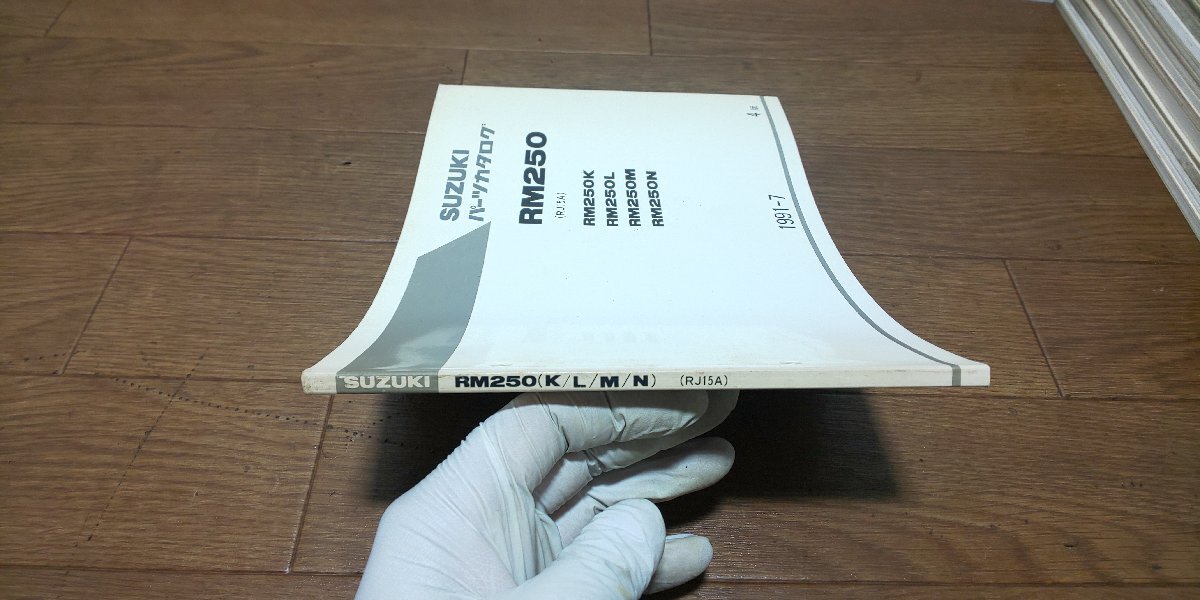 SUZUKI
パーツカタログ
RM250
(RJ15A)
RM250K
RM250L
RM250M
RM250N
1991-7
4版
SUZUKI RM250(K/L/M/N) (RJ15A)